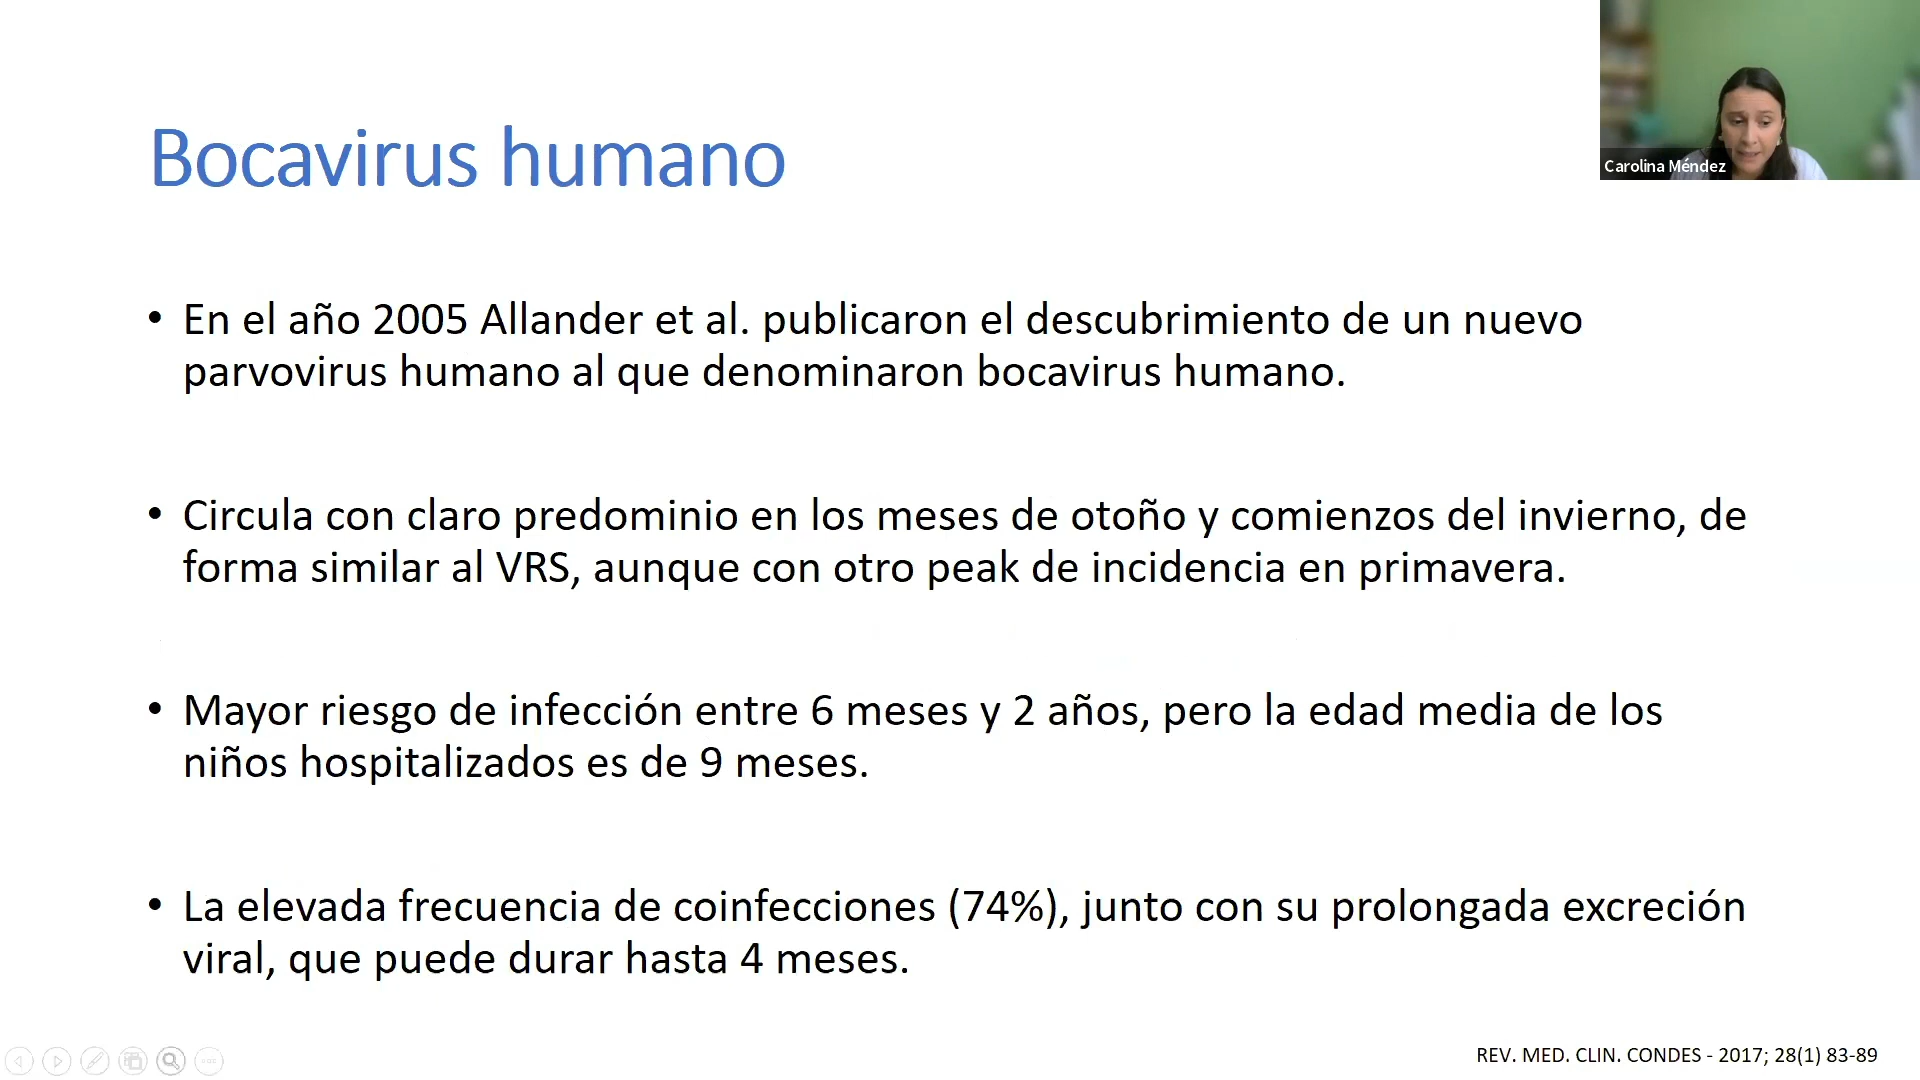 Bocavirus humano
Carolina Méndez
• En el año 2005 Allander et al. publicaron el descubrimiento de un nuevo
parvovirus humano al que denominaron bocavirus humano.
• Circula con claro predominio en los meses de otoño y comienzos del invierno, de
forma similar al VRS, aunque con otro peak de incidencia en primavera.
• Mayor riesgo de infección entre 6 meses y 2 años, pero la edad media de los
niños hospitalizados es de 9 meses.
• La elevada frecuencia de coinfecciones (74%), junto con su prolongada excreción
viral, que puede durar hasta 4 meses.
REV. MED. CLIN. CONDES - 2017; 28(1) 83-89